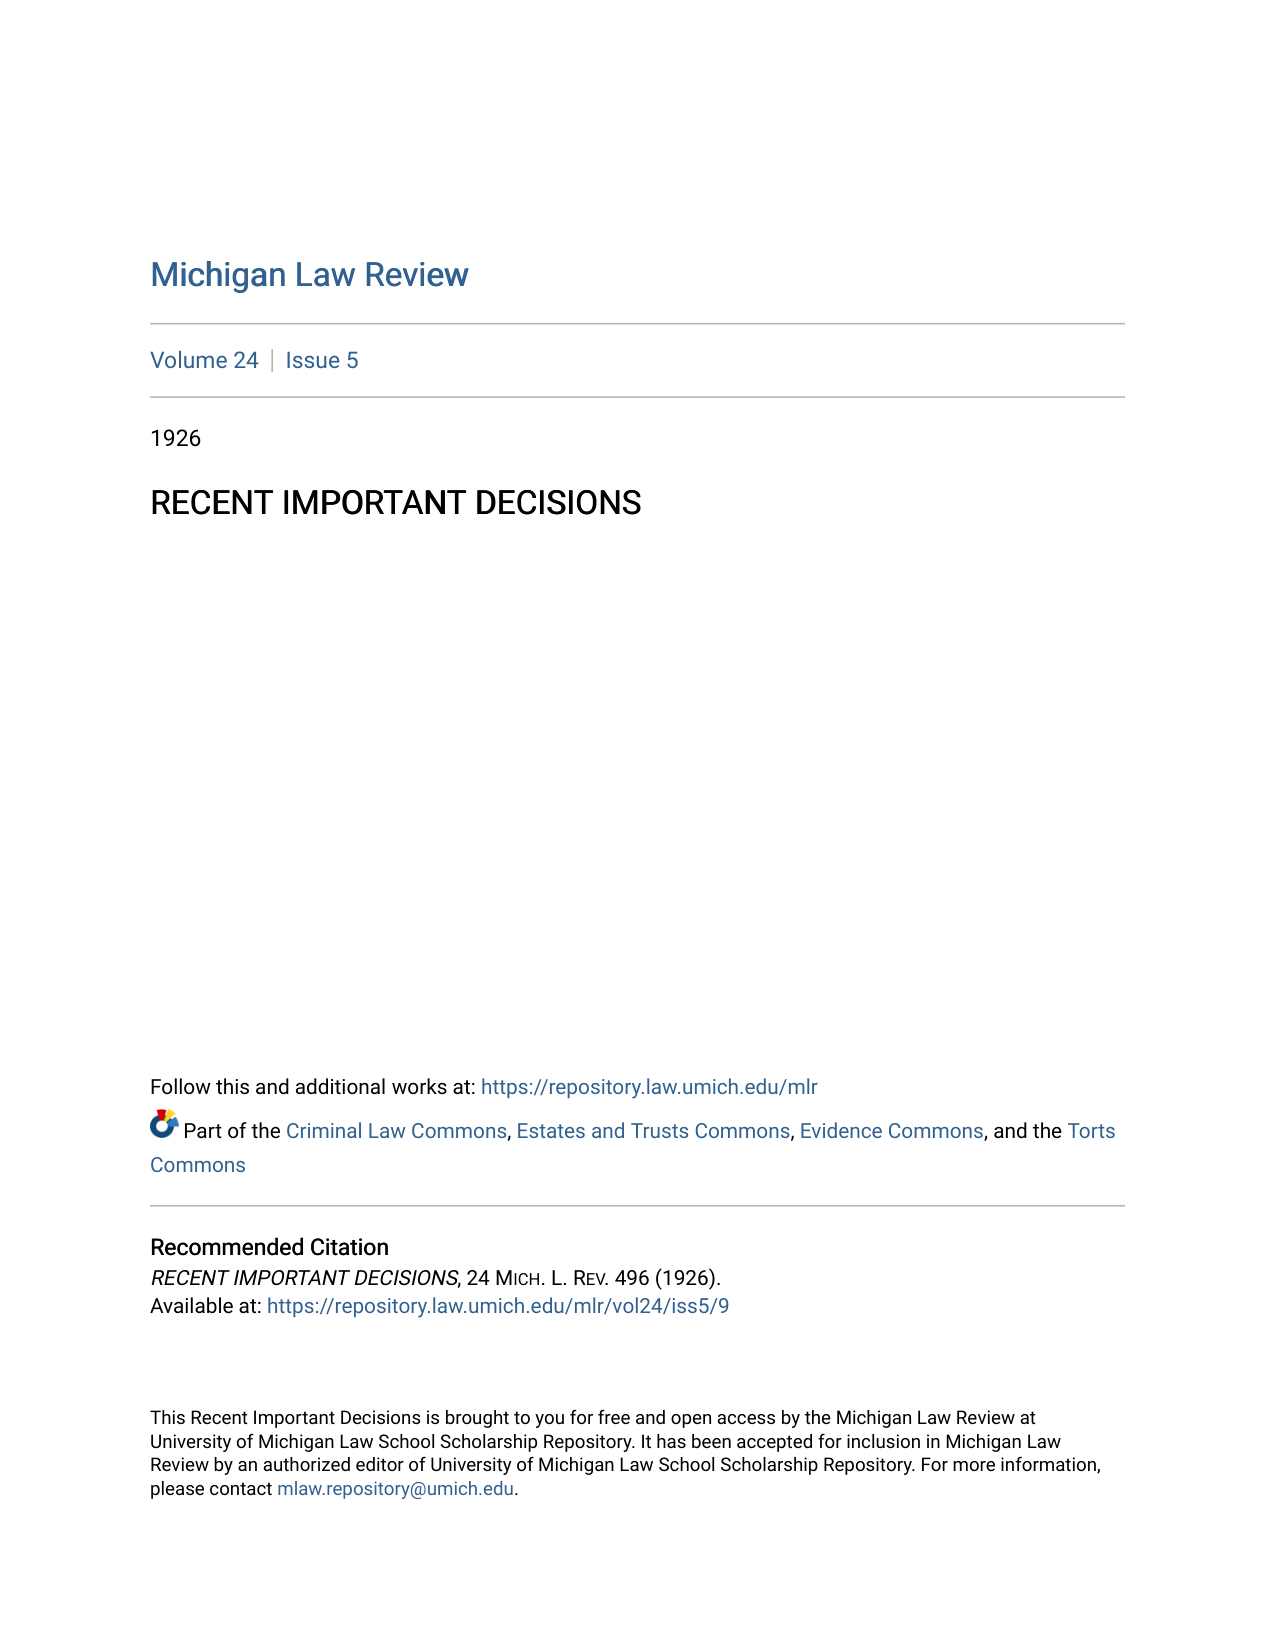 Michigan Law Review
Volume 24 | Issue 5
1926
RECENT IMPORTANT DECISIONS
Follow this and additional works at: https://repository.law.umich.edu/mlr
Part of the Criminal Law Commons, Estates and Trusts Commons, Evidence Commons, and the Torts
Commons
Recommended Citation
RECENT IMPORTANT DECISIONS, 24 MICH. L. REV. 496 (1926).
Available at: https://repository.law.umich.edu/mlr/vol24/iss5/9
This Recent Important Decisions is brought to you for free and open access by the Michigan Law Review at
University of Michigan Law School Scholarship Repository. It has been accepted for inclusion in Michigan Law
Review by an authorized editor of University of Michigan Law School Scholarship Repository. For more information,
please contact mlaw.repository@umich.edu.